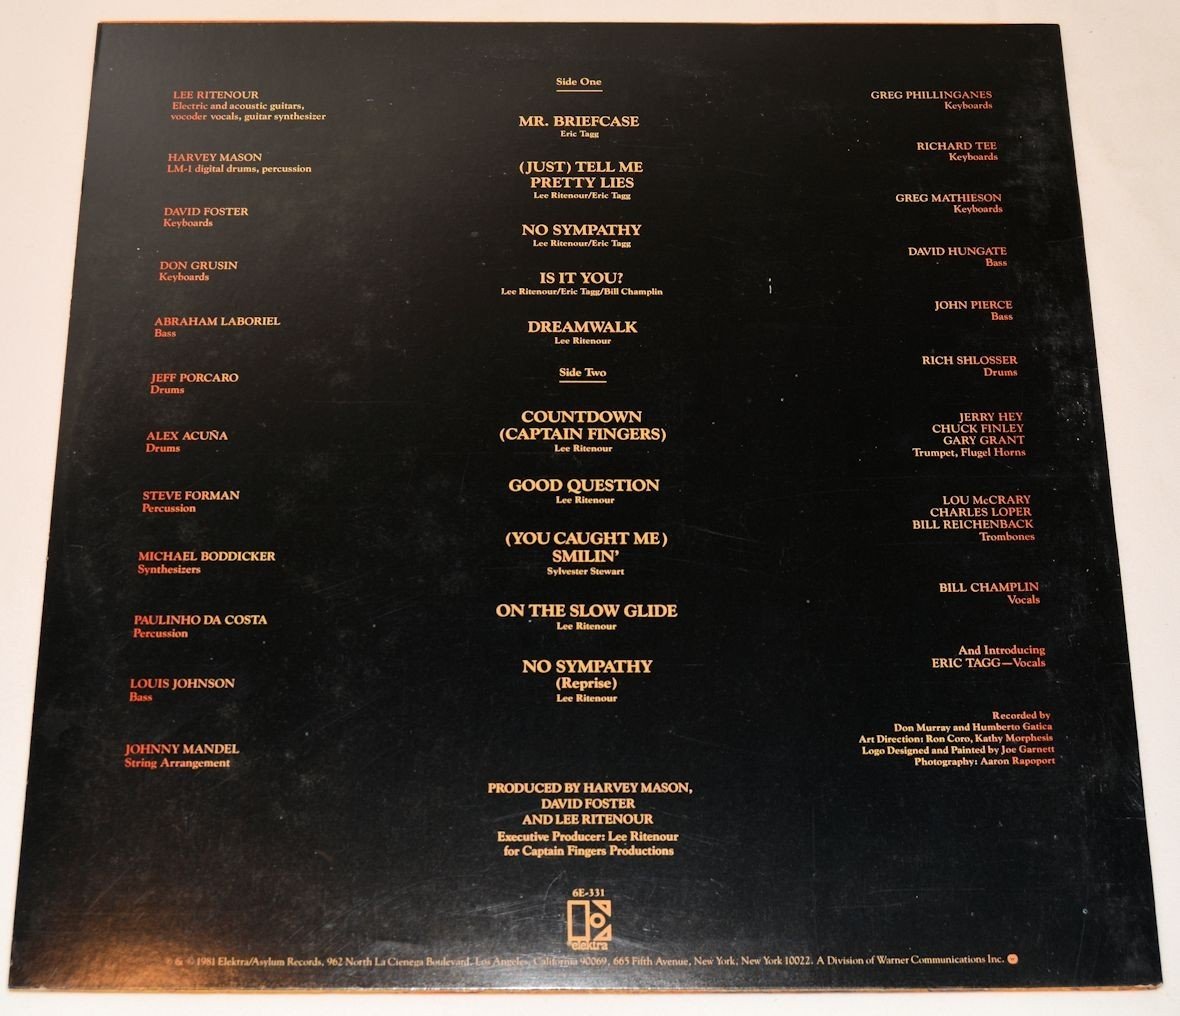 LEE RITENOUR
Electric and acoustic guitars,
vocoder vocals, guitar synthesizer
HARVEY MASON
LM-1 digital drums, percussion
DAVID FOSTER
Keyboards
DON GRUSIN
Keyboards
ABRAHAM LABORIEL
Bass
JEFF PORCARO
Drums
ALEX ACUÑA
Drums
STEVE FORMAN
Percussion
MICHAEL BODDICKER
Synthesizers
PAULINHO DA COSTA
Percussion
LOUIS JOHNSON
Bass
JOHNNY MANDEL
String Arrangement
Side One
MR. BRIEFCASE
Eric Tagg
(JUST) TELL ME
PRETTY LIES
Lee Ritenour/Eric Tagg
NO SYMPATHY
Lee Ritenour/Eric Tagg
IS IT YOU?
Lee Ritenour/Eric Tagg/Bill Champlin
DREAMWALK
Lee Ritenour
Side Two
COUNTDOWN
(CAPTAIN FINGERS)
Lee Ritenour
GOOD QUESTION
Lee Ritenour
(YOU CAUGHT ME)
SMILIN'
Sylvester Stewart
ON THE SLOW GLIDE
Lee Ritenour
NO SYMPATHY
(Reprise)
Lee Ritenour
PRODUCED BY HARVEY MASON,
DAVID FOSTER
AND LEE RITENOUR
Executive Producer: Lee Ritenour
for Captain Fingers Productions
GREG PHILLINGANES
Keyboards
RICHARD TEE
Keyboards
GREG MATHIESON
Keyboards
DAVID HUNGATE
Bass
JOHN PIERCE
Bass
RICH SHLOSSER
Drums
JERRY HEY
CHUCK FINLEY
GARY GRANT
Trumpet, Flugel Horns
LOU McCRARY
CHARLES LOPER
BILL REICHENBACK
Trombones
BILL CHAMPLIN
Vocals
And Introducing
ERIC TAGG—Vocals
Recorded by
Don Murray and Humberto Gatica
Art Direction: Ron Coro, Kathy Morphesis
Logo Designed and Painted by Joe Garnett
Photography: Aaron Rapoport
6E-331
elektra
℗ & © 1981 Elektra/Asylum Records, 962 North La Cienega Boulevard, Los Angeles, California 90069, 665 Fifth Avenue, New York, New York 10022. A Division of Warner Communications Inc.